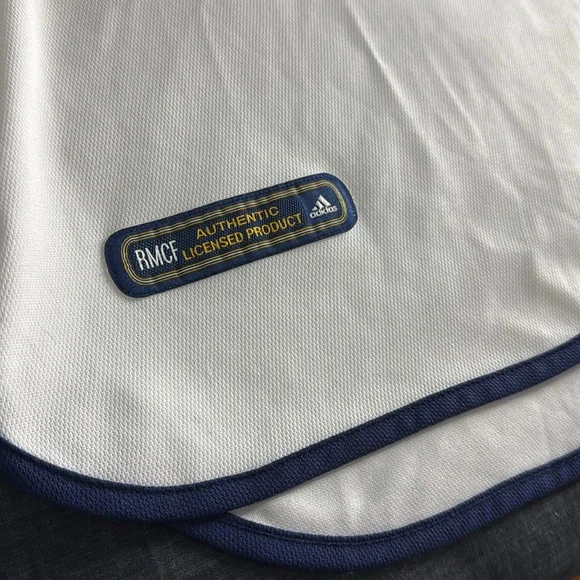 RMCF
AUTHENTIC
LICENSED PRODUCT
adidas